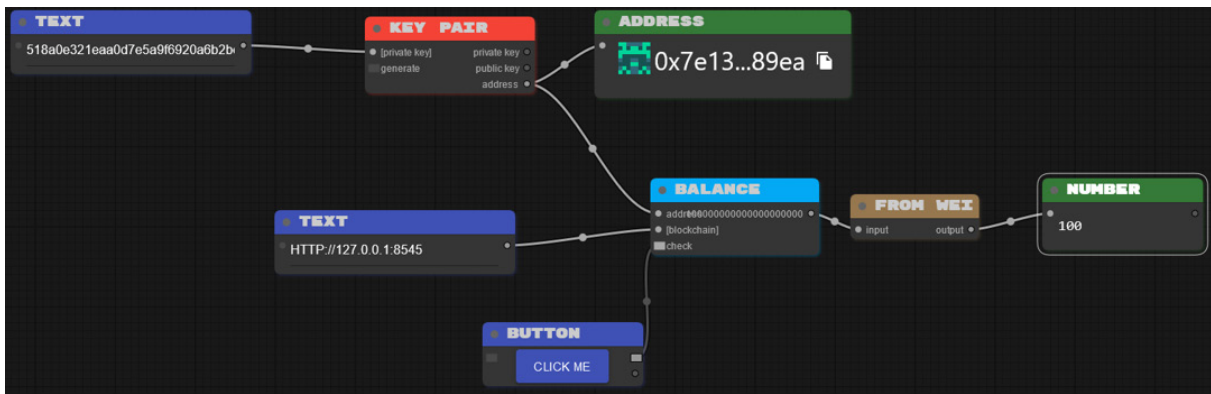 TEXT
518a0e321eaa0d7e5a9f6920a6b2b
KEY PAIR
[private key] private key
generate public key
address
ADDRESS
0x7e13...89ea
TEXT
HTTP://127.0.0.1:8545
BALANCE
[blockchain]
check
FROM WEI
input output
NUMBER
100
BUTTON
CLICK ME